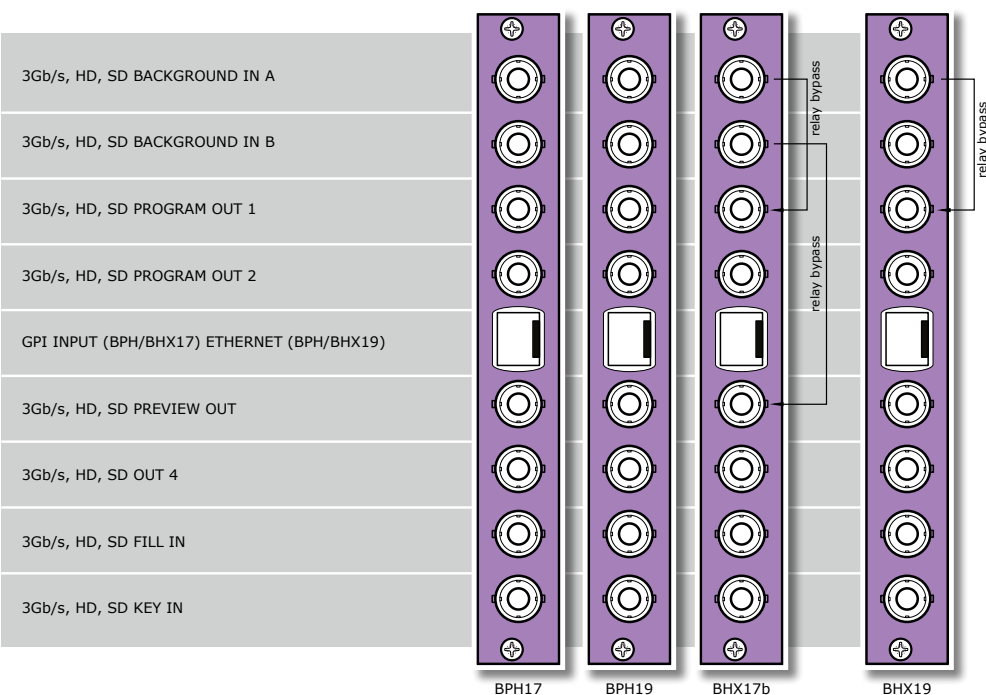 3Gb/s, HD, SD BACKGROUND IN A
3Gb/s, HD, SD BACKGROUND IN B
3Gb/s, HD, SD PROGRAM OUT 1
3Gb/s, HD, SD PROGRAM OUT 2
GPI INPUT (BPH/BHX17) ETHERNET (BPH/BHX19)
3Gb/s, HD, SD PREVIEW OUT
3Gb/s, HD, SD OUT 4
3Gb/s, HD, SD FILL IN
3Gb/s, HD, SD KEY IN
relay bypass
relay bypass
relay bypass
BPH17
BPH19
BHX17b
BHX19